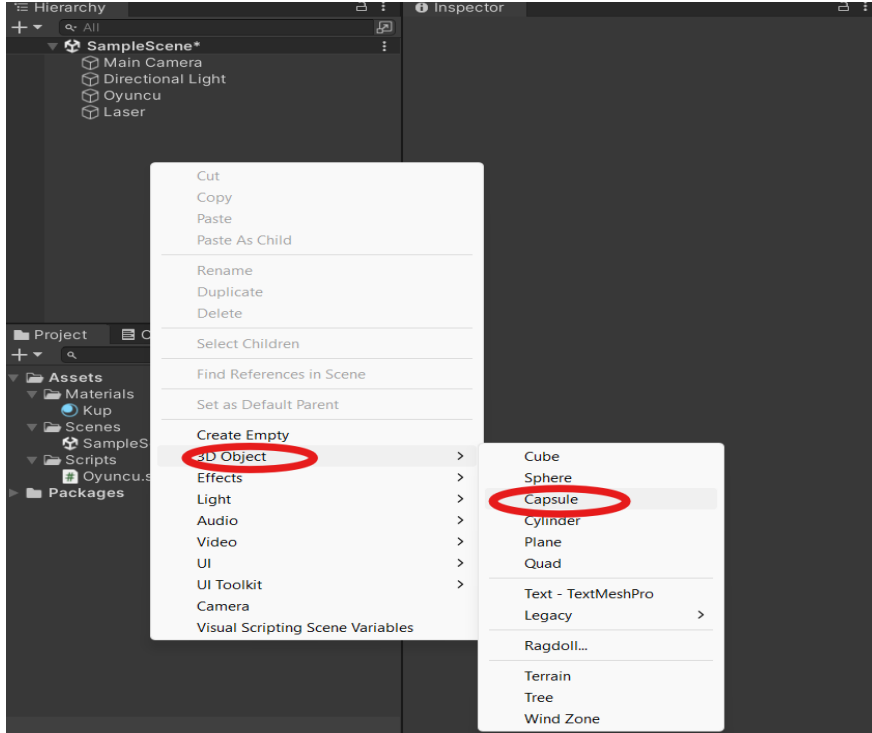 Hierarchy
All
SampleScene*
Main Camera
Directional Light
Oyuncu
Laser
Inspector
Cut
Copy
Paste
Paste As Child
Rename
Duplicate
Delete
Select Children
Find References in Scene
Set as Default Parent
Create Empty
3D Object
Effects
Light
Audio
Video
UI
UI Toolkit
Camera
Visual Scripting Scene Variables
Cube
Sphere
Capsule
Cylinder
Plane
Quad
Text - TextMeshPro
Legacy
Ragdoll...
Terrain
Tree
Wind Zone
Project
C
Assets
Materials
Kup
Scenes
SampleS
Scripts
Oyuncu.s
Packages